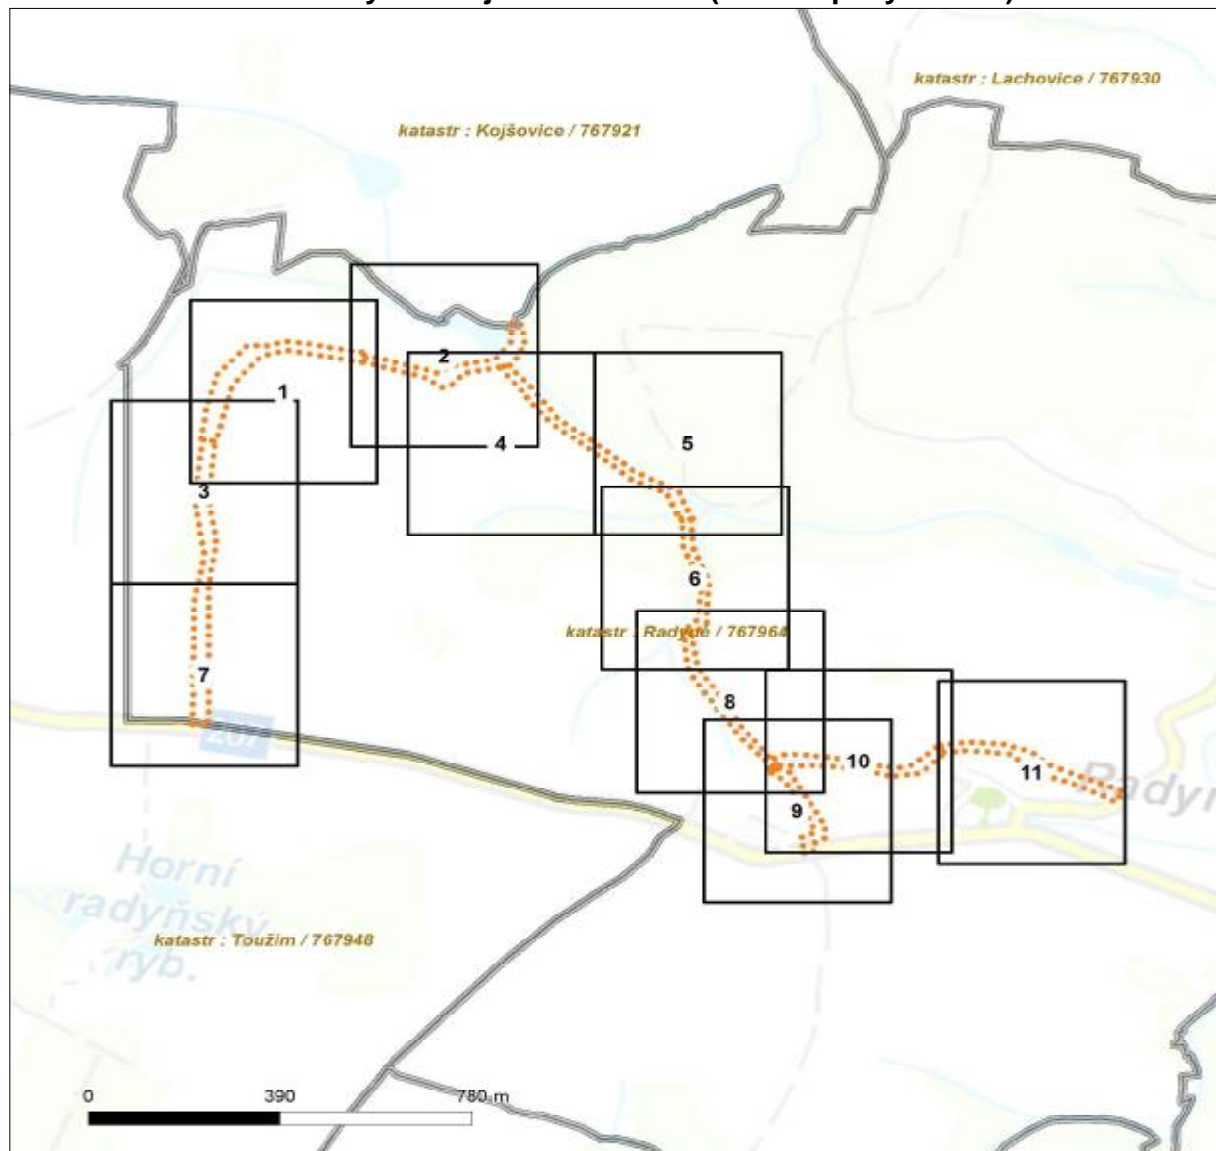 katastr : Lachovice / 767930
katastr : Kojšovice / 767921
2
1
4
5
3
6
katastr : Radyně / 767964
7
8
207
10
11
9
Horní
radyňský
ryb.
katastr : Toužim / 767948
0 390 780 m